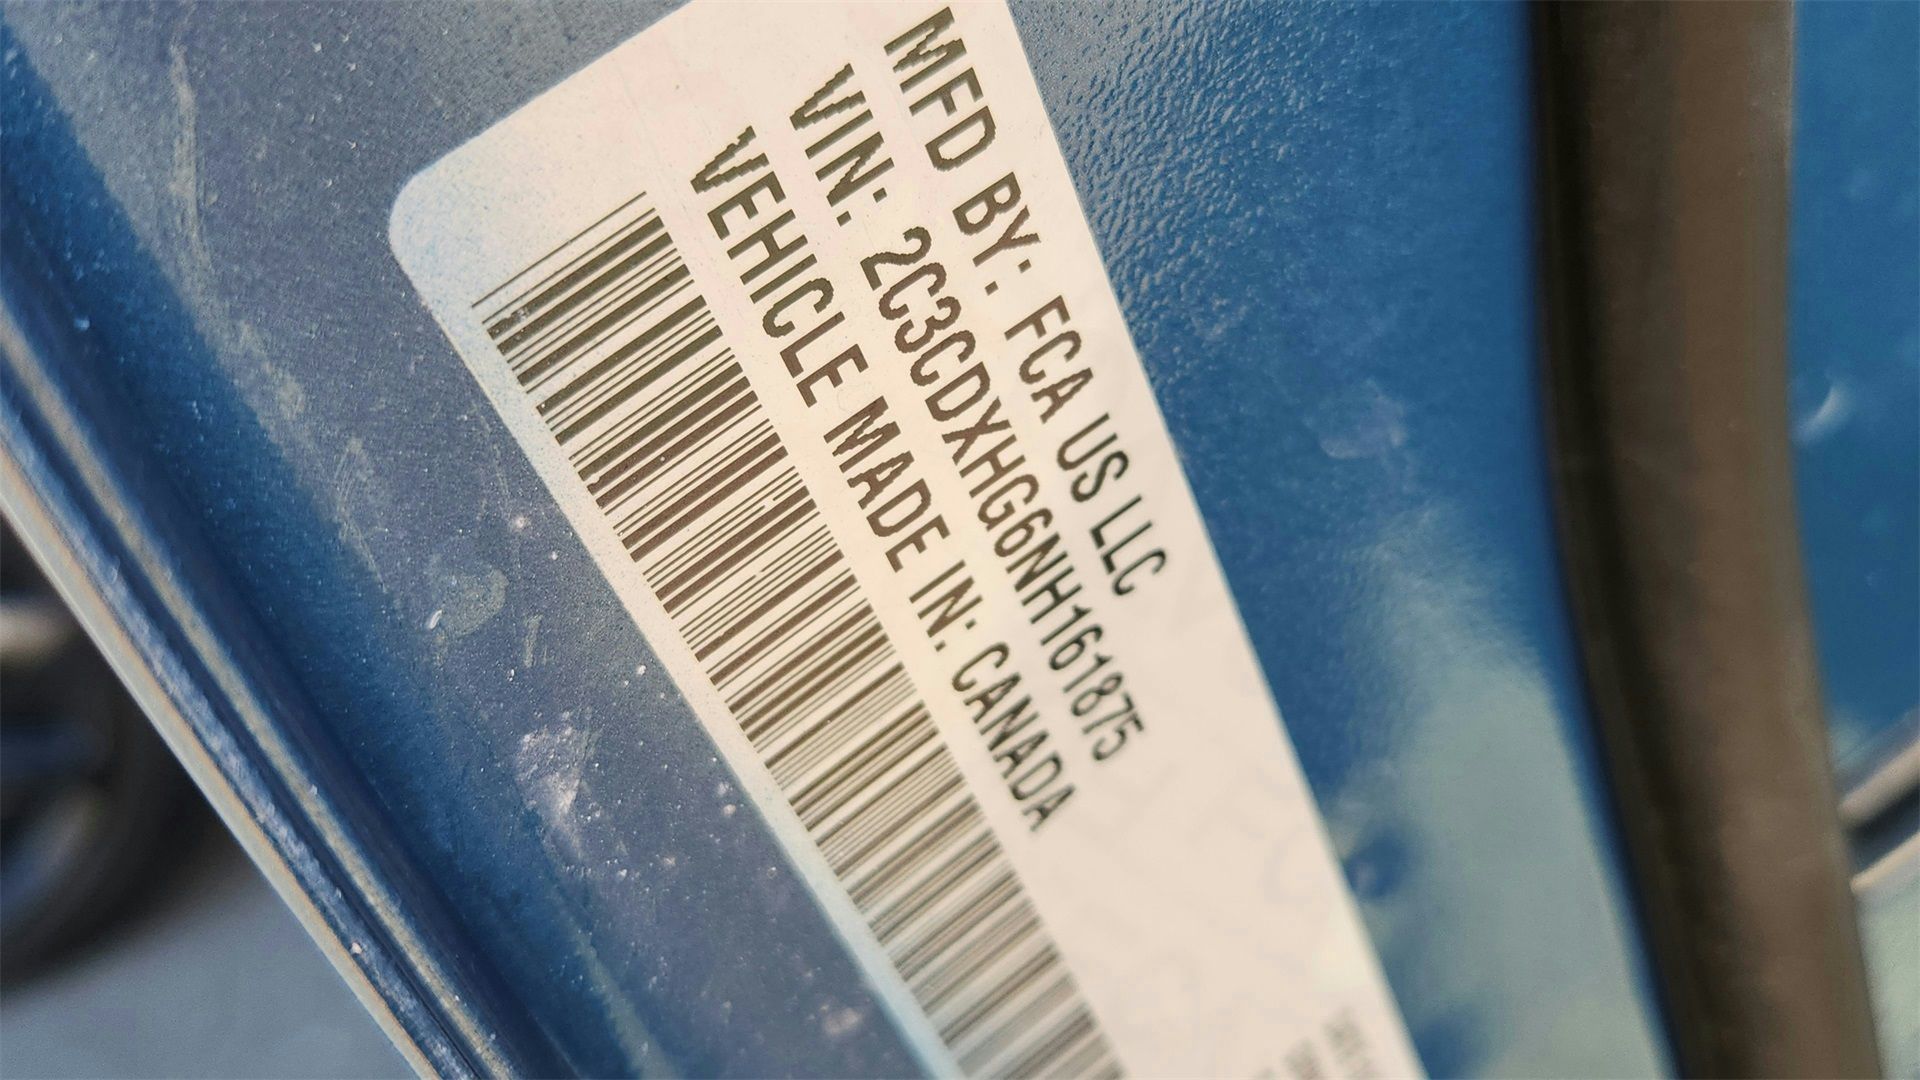 MFD BY: FCA US LLC
VIN: 2C3CDXHG6NH161875
VEHICLE MADE IN: CANADA